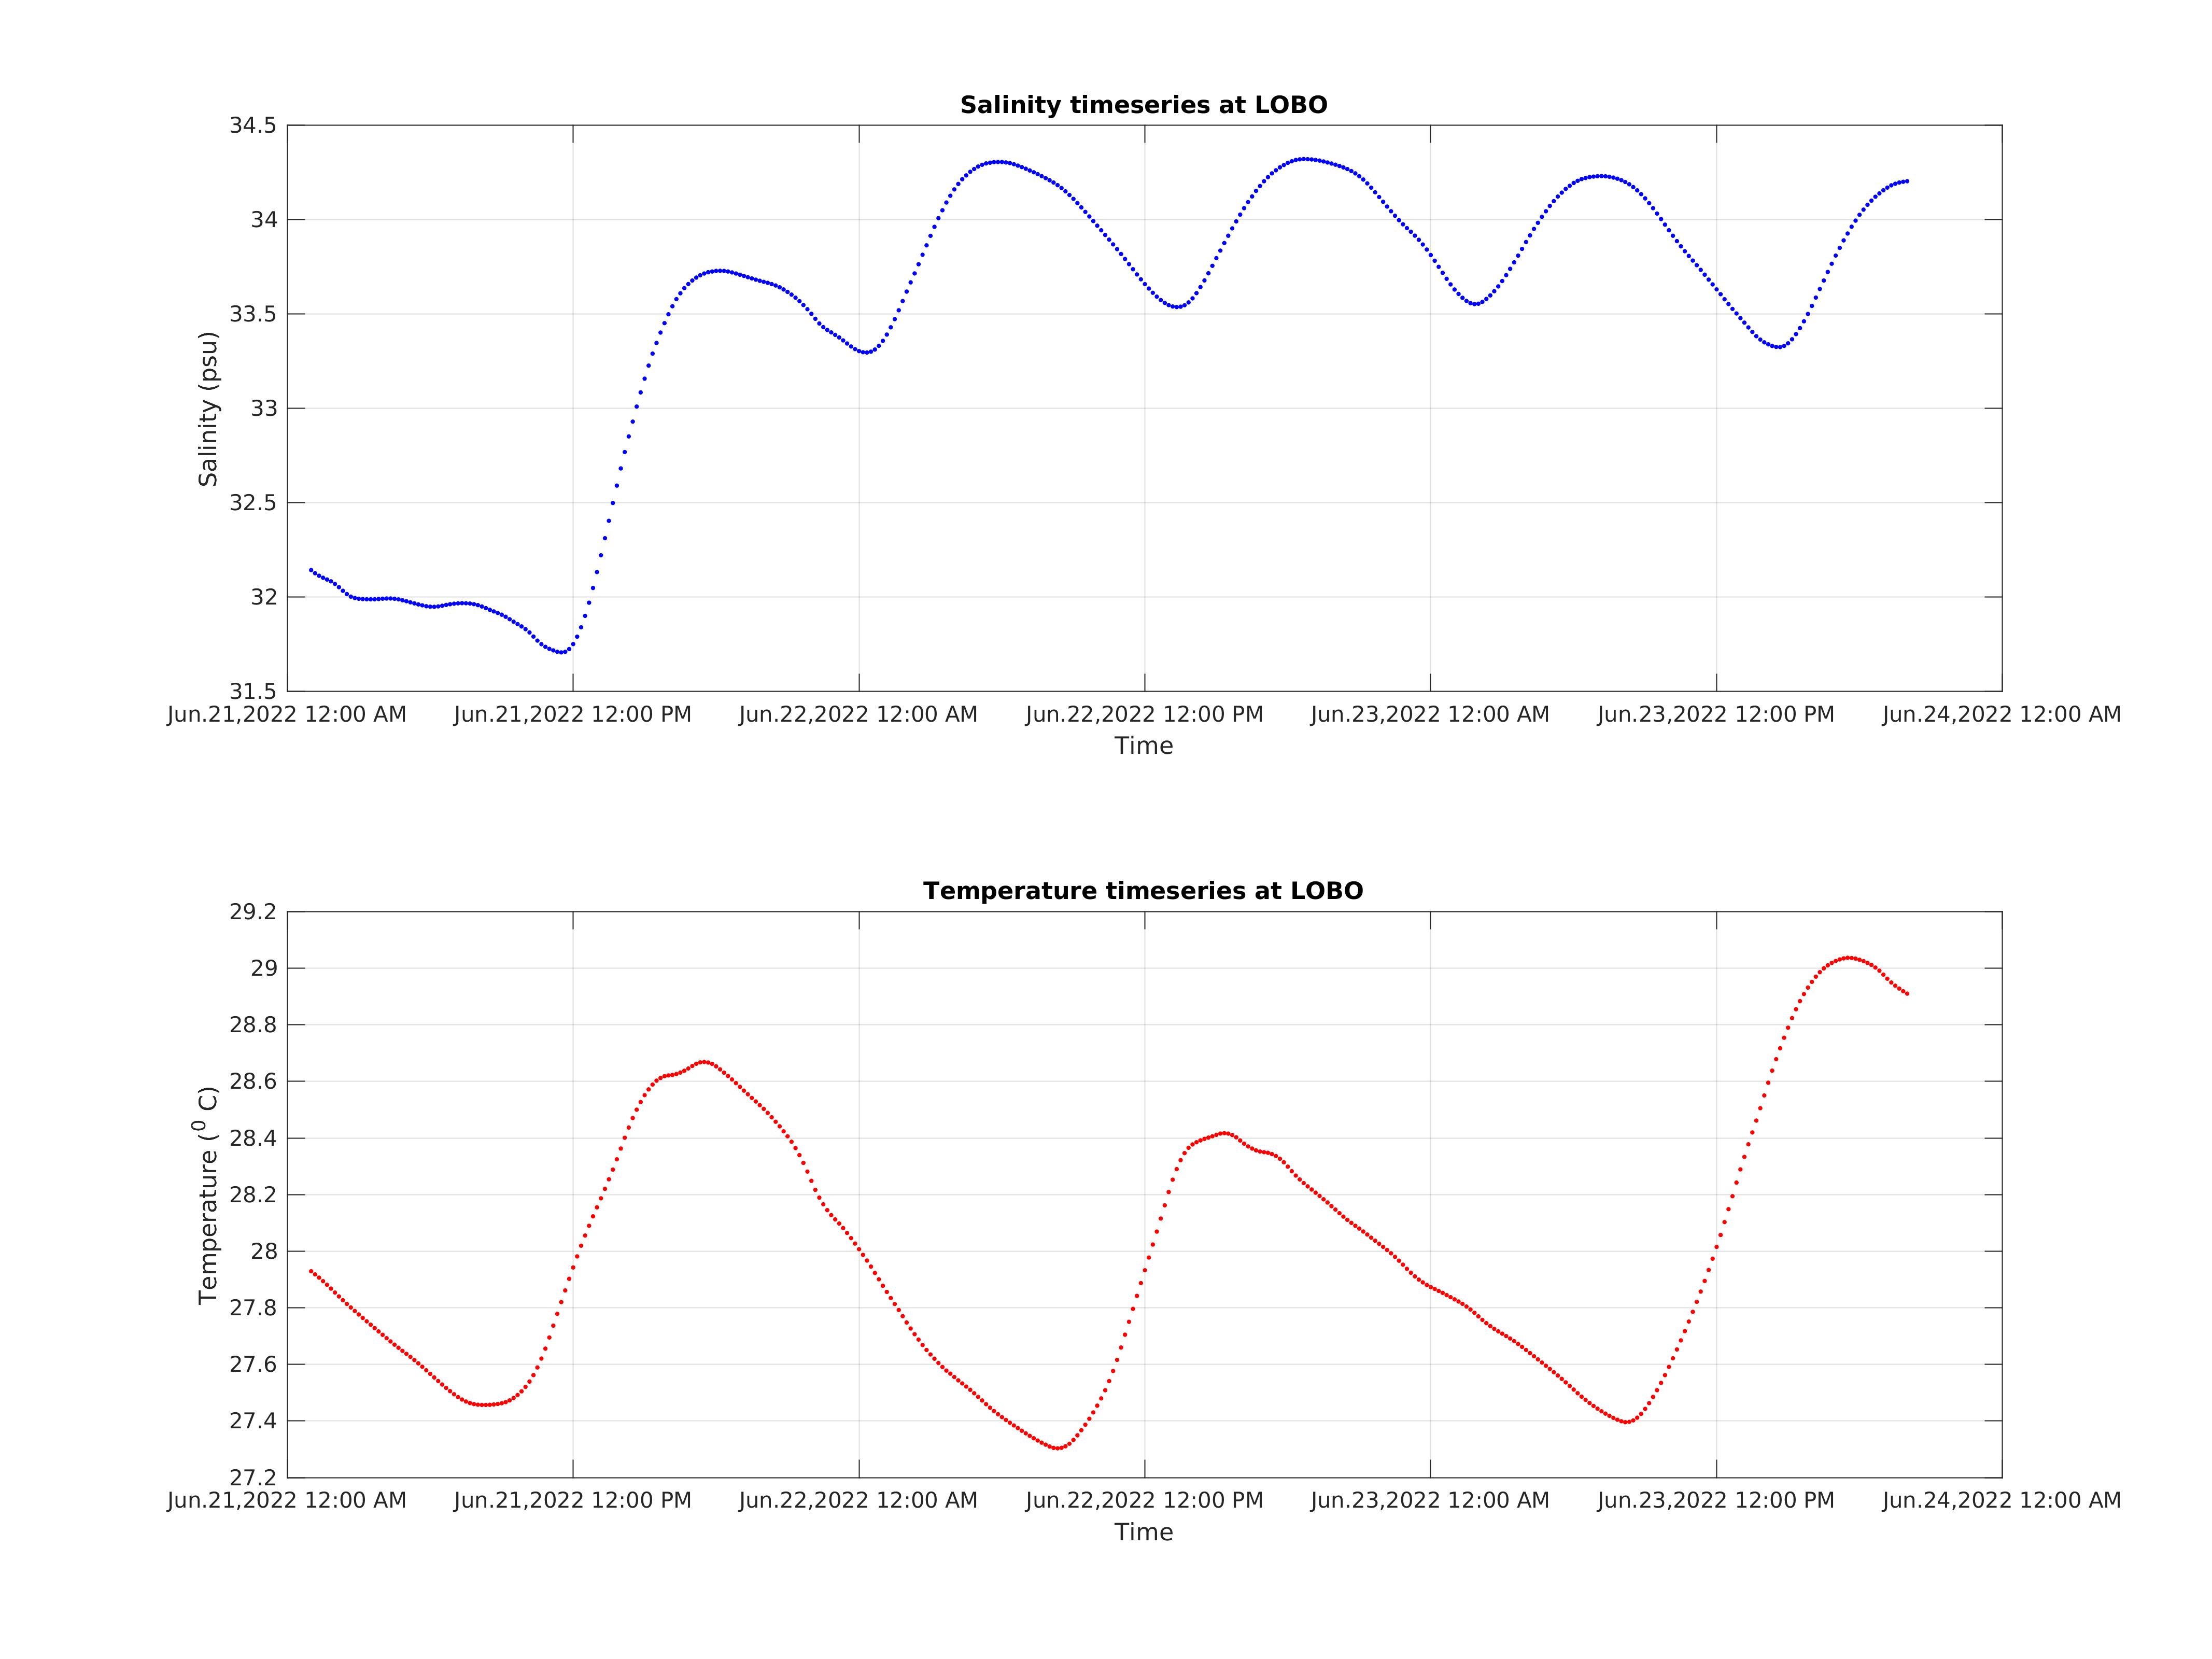 Salinity timeseries at LOBO
34.5
34
33.5
33
32.5
32
31.5
Salinity (psu)
Jun.21,2022 12:00 AM Jun.21,2022 12:00 PM Jun.22,2022 12:00 AM Jun.22,2022 12:00 PM Jun.23,2022 12:00 AM Jun.23,2022 12:00 PM Jun.24,2022 12:00 AM
Time
Temperature timeseries at LOBO
29.2
29
28.8
28.6
28.4
28.2
28
27.8
27.6
27.4
27.2
Temperature (⁰ C)
Jun.21,2022 12:00 AM Jun.21,2022 12:00 PM Jun.22,2022 12:00 AM Jun.22,2022 12:00 PM Jun.23,2022 12:00 AM Jun.23,2022 12:00 PM Jun.24,2022 12:00 AM
Time